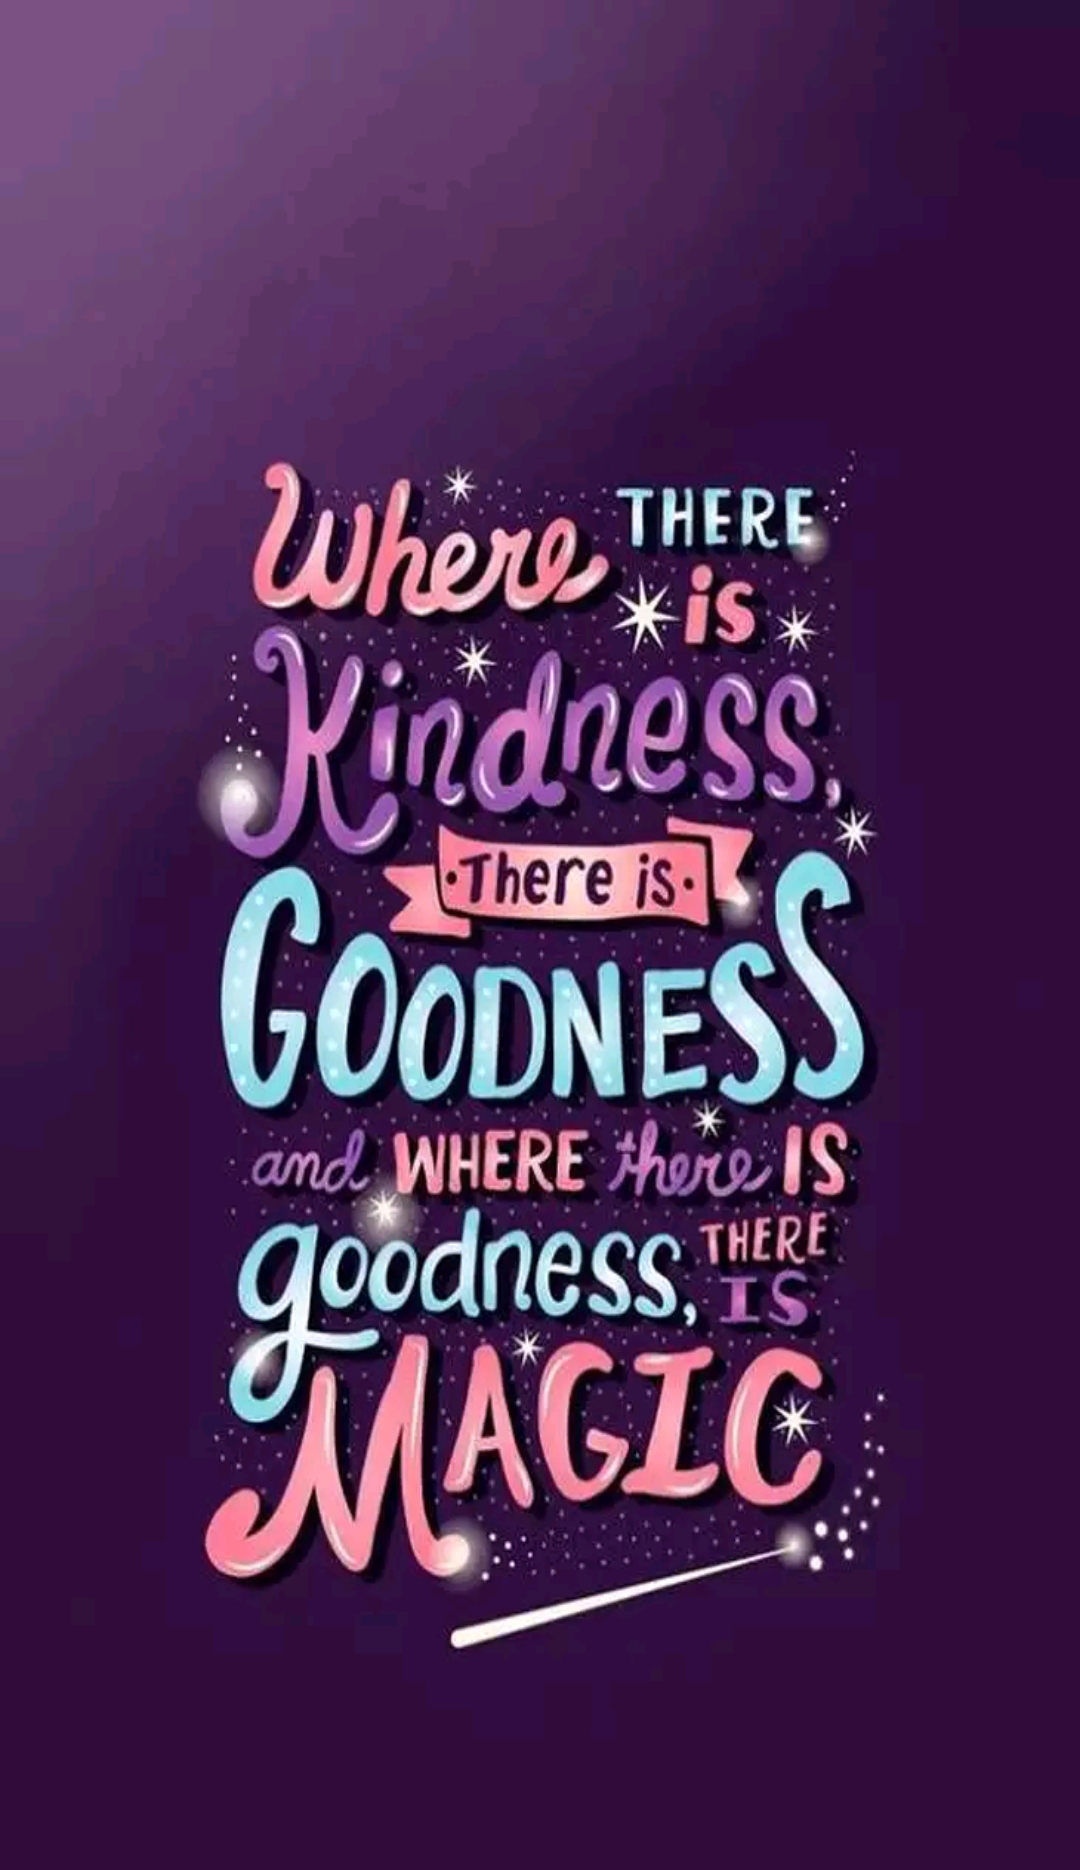 Where THERE
is
Kindness,
There is
GOODNESS
and WHERE there IS
goodness, THERE
IS
MAGIC